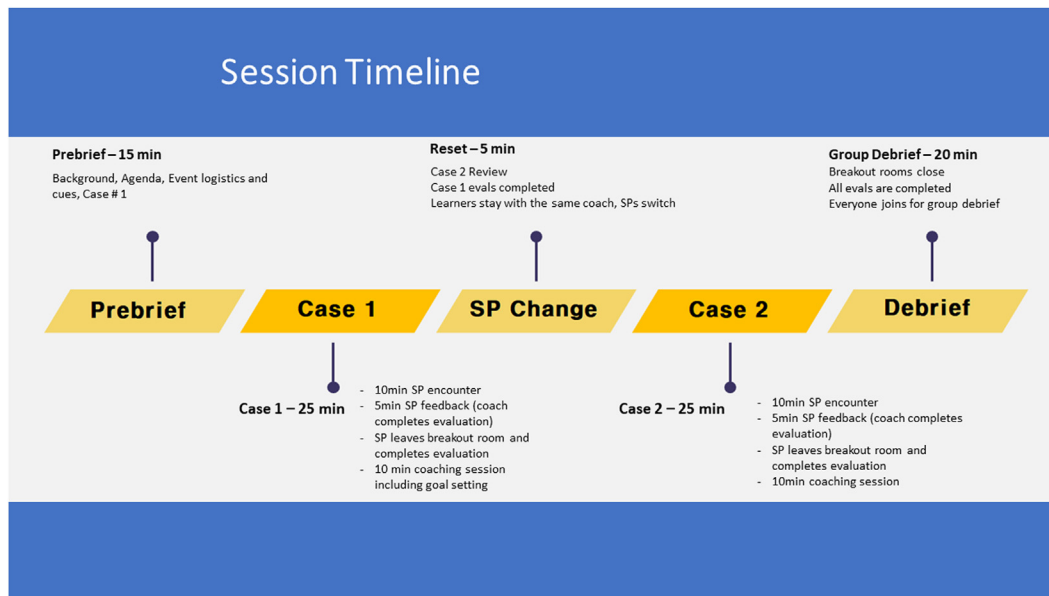 Session Timeline
Prebrief – 15 min
Background, Agenda, Event logistics and
cues, Case # 1
Reset – 5 min
Case 2 Review
Case 1 evals completed
Learners stay with the same coach, SPs switch
Group Debrief – 20 min
Breakout rooms close
All evals are completed
Everyone joins for group debrief
Prebrief
Case 1
SP Change
Case 2
Debrief
Case 1 – 25 min
- 10min SP encounter
- 5min SP feedback (coach
completes evaluation)
- SP leaves breakout room and
completes evaluation
- 10 min coaching session
including goal setting
Case 2 – 25 min
- 10min SP encounter
- 5min SP feedback (coach completes
evaluation)
- SP leaves breakout room and
completes evaluation
- 10min coaching session